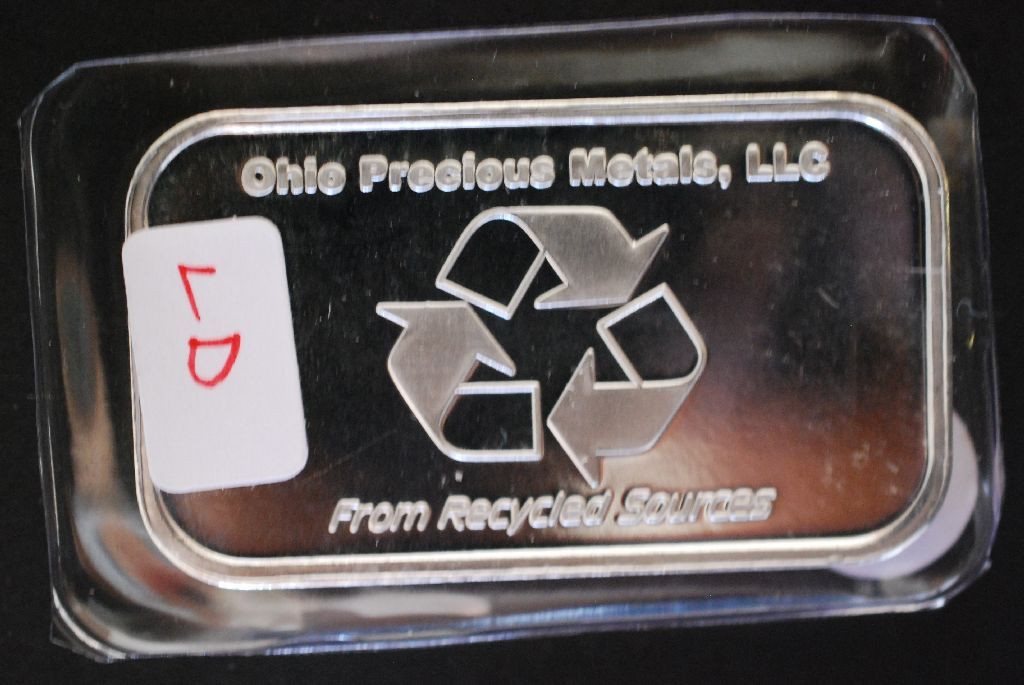 Ohio Precious Metals, LLC
LD
From Recycled Sources